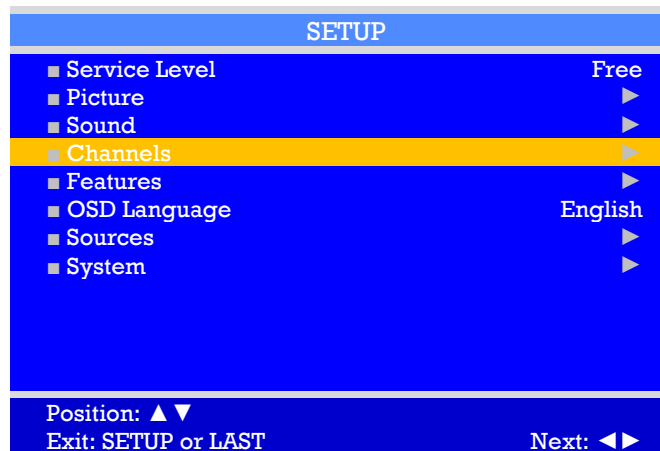 SETUP
■ Service Level Free
■ Picture ►
■ Sound ►
■ Channels ►
■ Features ►
■ OSD Language English
■ Sources ►
■ System ►
Position: ▲▼
Exit: SETUP or LAST Next: ◄►